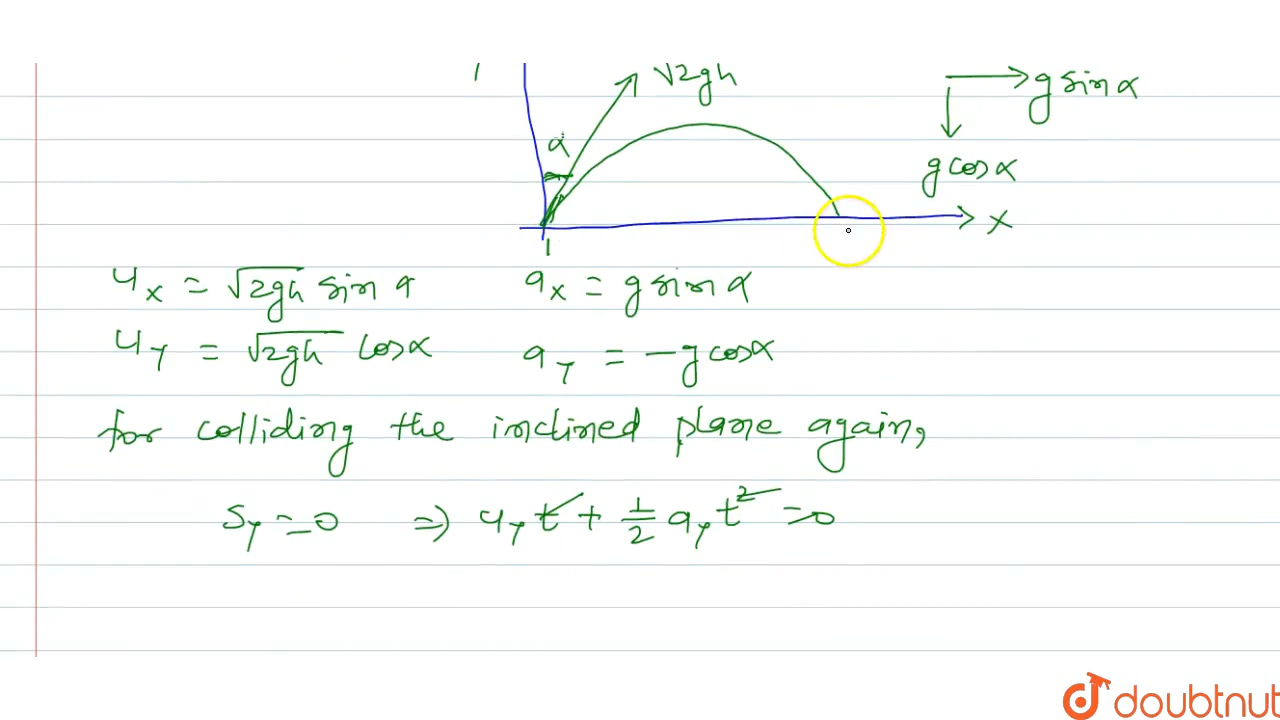 √2gh
g sin α
α
g cos α
X
u_x = √2gh sin α    a_x = g sin α
u_y = √2gh cos α    a_y = -g cos α
for colliding the inclined plane again,
S_y = 0 ⇒ u_y t + 1/2 a_y t² = 0
doubtnut